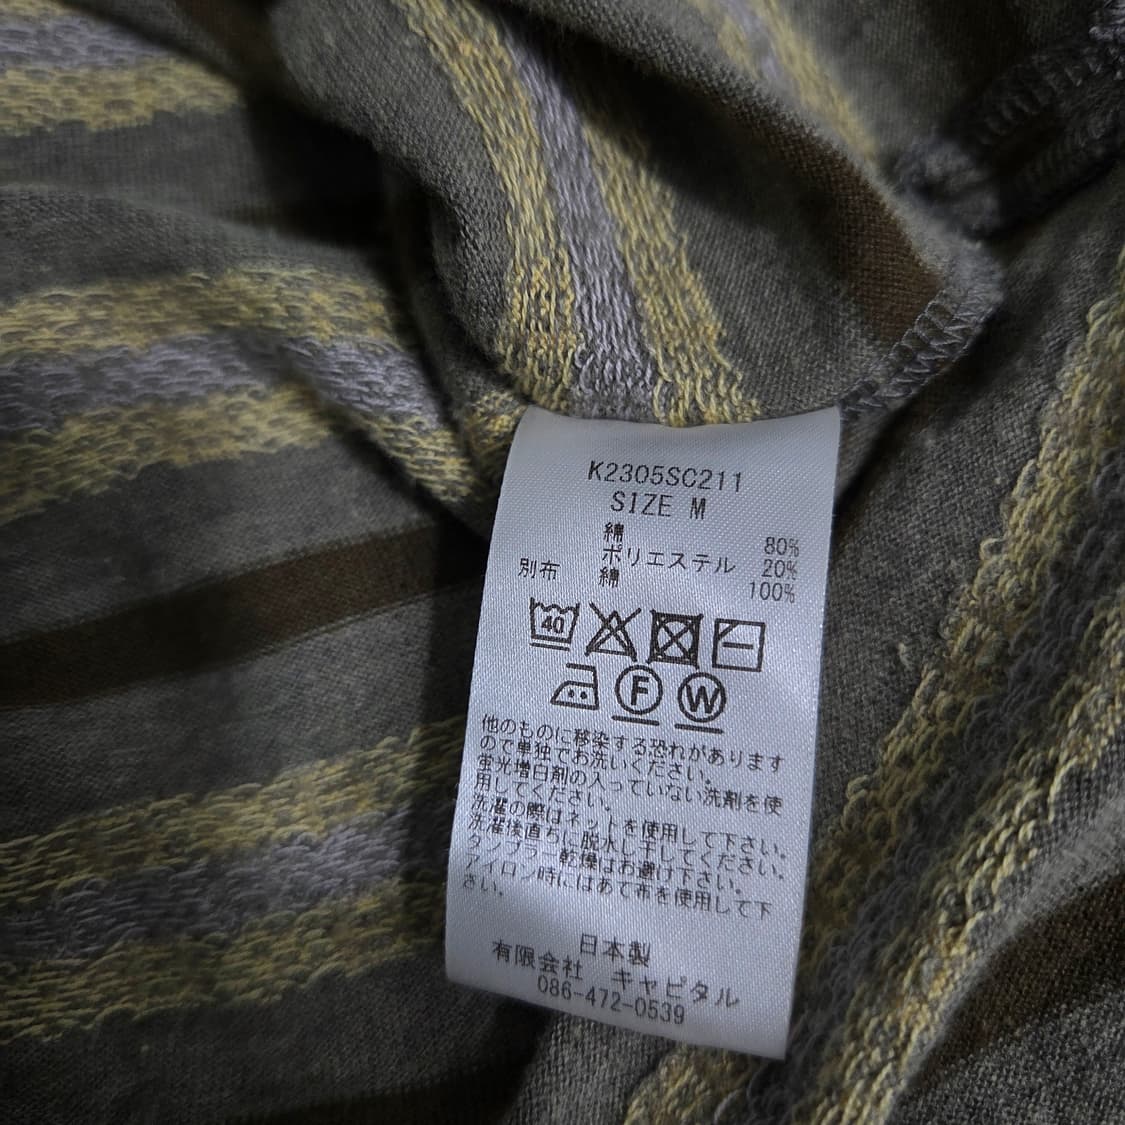 K2305SC211
SIZE M
綿 80%
ポリエステル 20%
別布 綿 100%
40
F W
他のものに移染する恐れがあります
ので単独でお洗いください。
蛍光増白剤の入っていない洗剤を使
用してください。
洗濯の際はネットを使用して下さい。
洗濯後直ちに脱水し干してください。
タンブラー乾燥はお避け下さい。
アイロン時にはあて布を使用して下
さい。
日本製
有限会社 キャピタル
086-472-0539